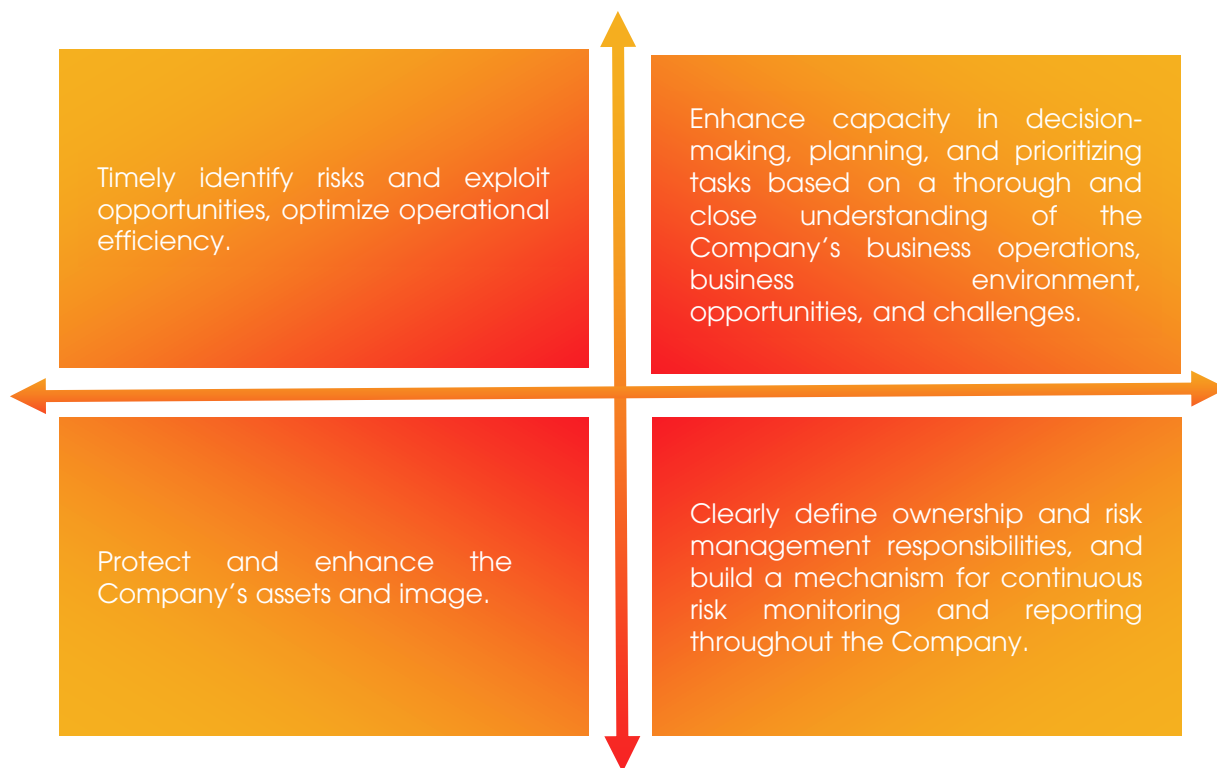 Timely identify risks and exploit
opportunities, optimize operational
efficiency.
Enhance capacity in decision-
making, planning, and prioritizing
tasks based on a thorough and
close understanding of the
Company's business operations,
business environment,
opportunities, and challenges.
Protect and enhance the
Company's assets and image.
Clearly define ownership and risk
management responsibilities, and
build a mechanism for continuous
risk monitoring and reporting
throughout the Company.